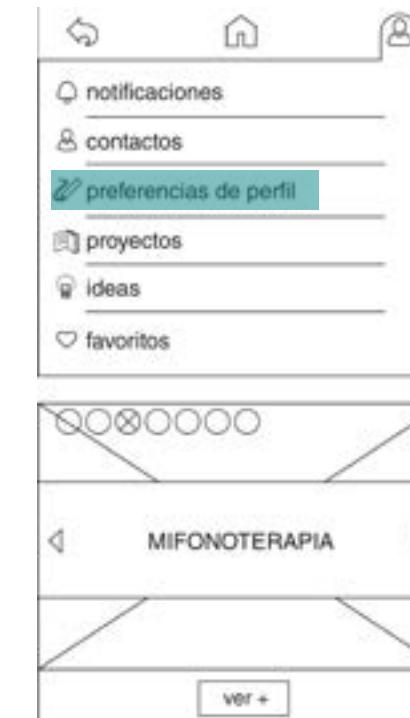 notificaciones
contactos
preferencias de perfil
proyectos
ideas
favoritos
MIFONOTERAPIA
ver +